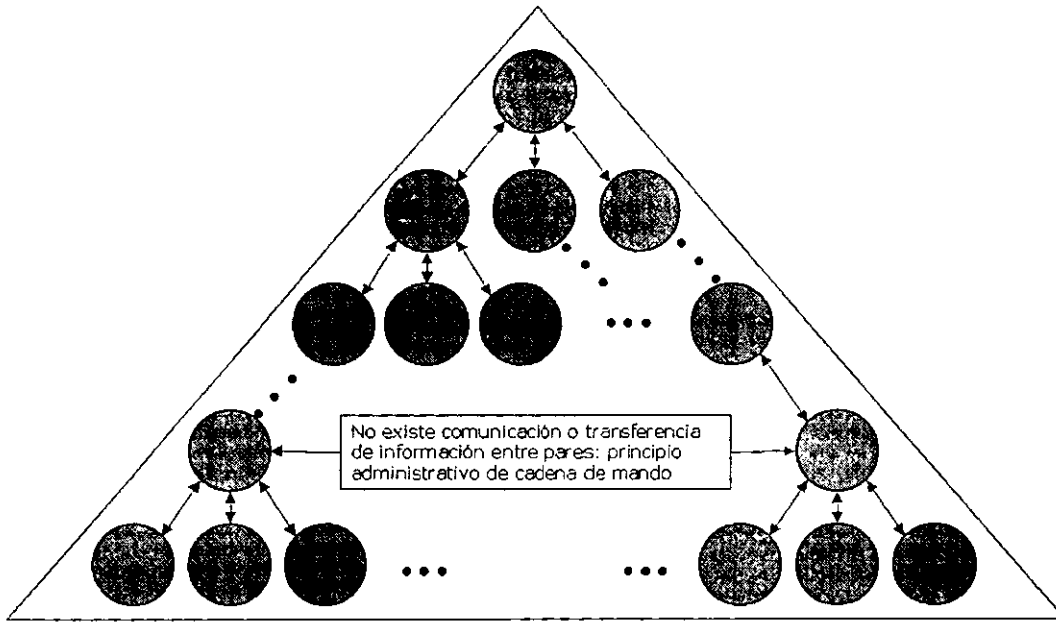 No existe comunicación o transferencia
de información entre pares: principio
administrativo de cadena de mando